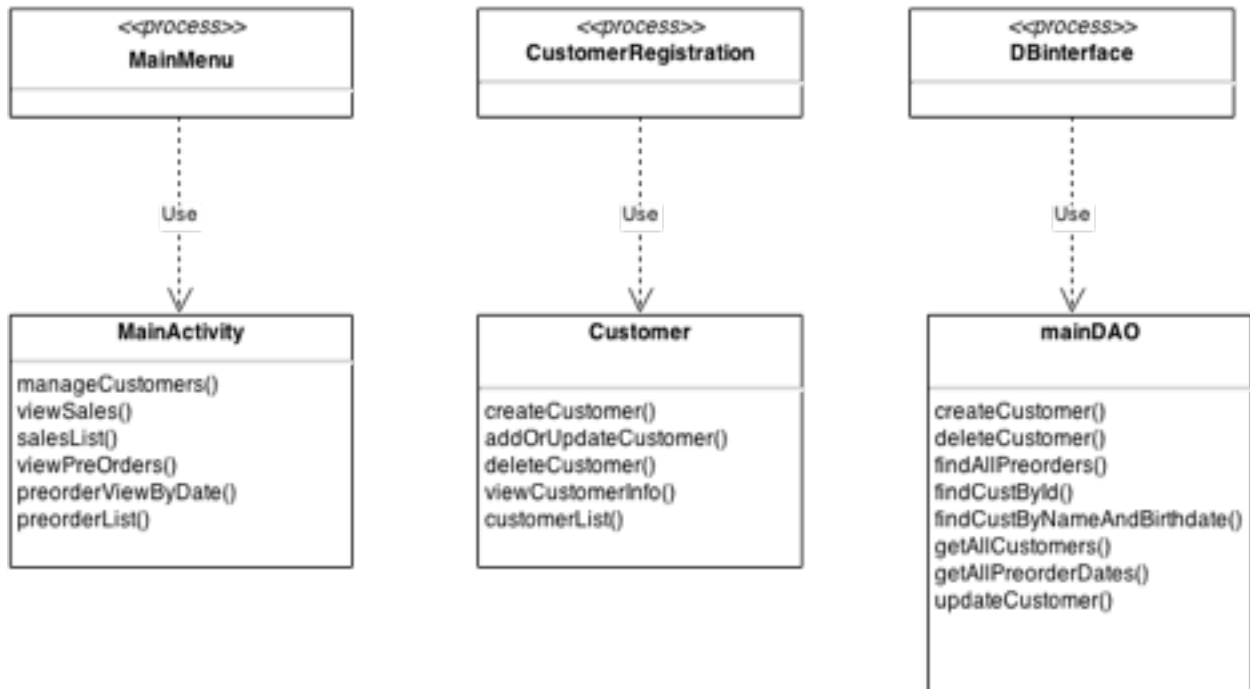 <<process>>
MainMenu
<<process>>
CustomerRegistration
<<process>>
DBinterface
Use
Use
Use
MainActivity
manageCustomers()
viewSales()
salesList()
viewPreOrders()
preorderViewByDate()
preorderList()
Customer
createCustomer()
addOrUpdateCustomer()
deleteCustomer()
viewCustomerInfo()
customerList()
mainDAO
createCustomer()
deleteCustomer()
findAllPreorders()
findCustById()
findCustByNameAndBirthdate()
getAllCustomers()
getAllPreorderDates()
updateCustomer()